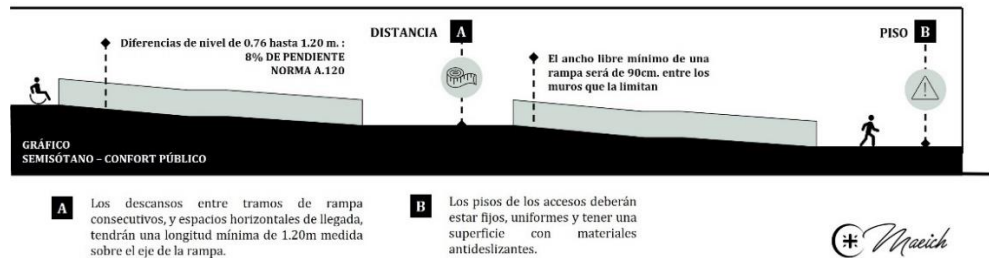 Diferencias de nivel de 0.76 hasta 1.20 m. :
8% DE PENDIENTE
NORMA A.120
DISTANCIA
A
El ancho libre mínimo de una
rampa será de 90cm. entre los
muros que la limitan
PISO
B
GRÁFICO
SEMISÓTANO – CONFORT PÚBLICO
A
Los descansos entre tramos de rampa
consecutivos, y espacios horizontales de llegada,
tendrán una longitud mínima de 1.20m medida
sobre el eje de la rampa.
B
Los pisos de los accesos deberán
estar fijos, uniformes y tener una
superficie con materiales
antideslizantes.
Maeich